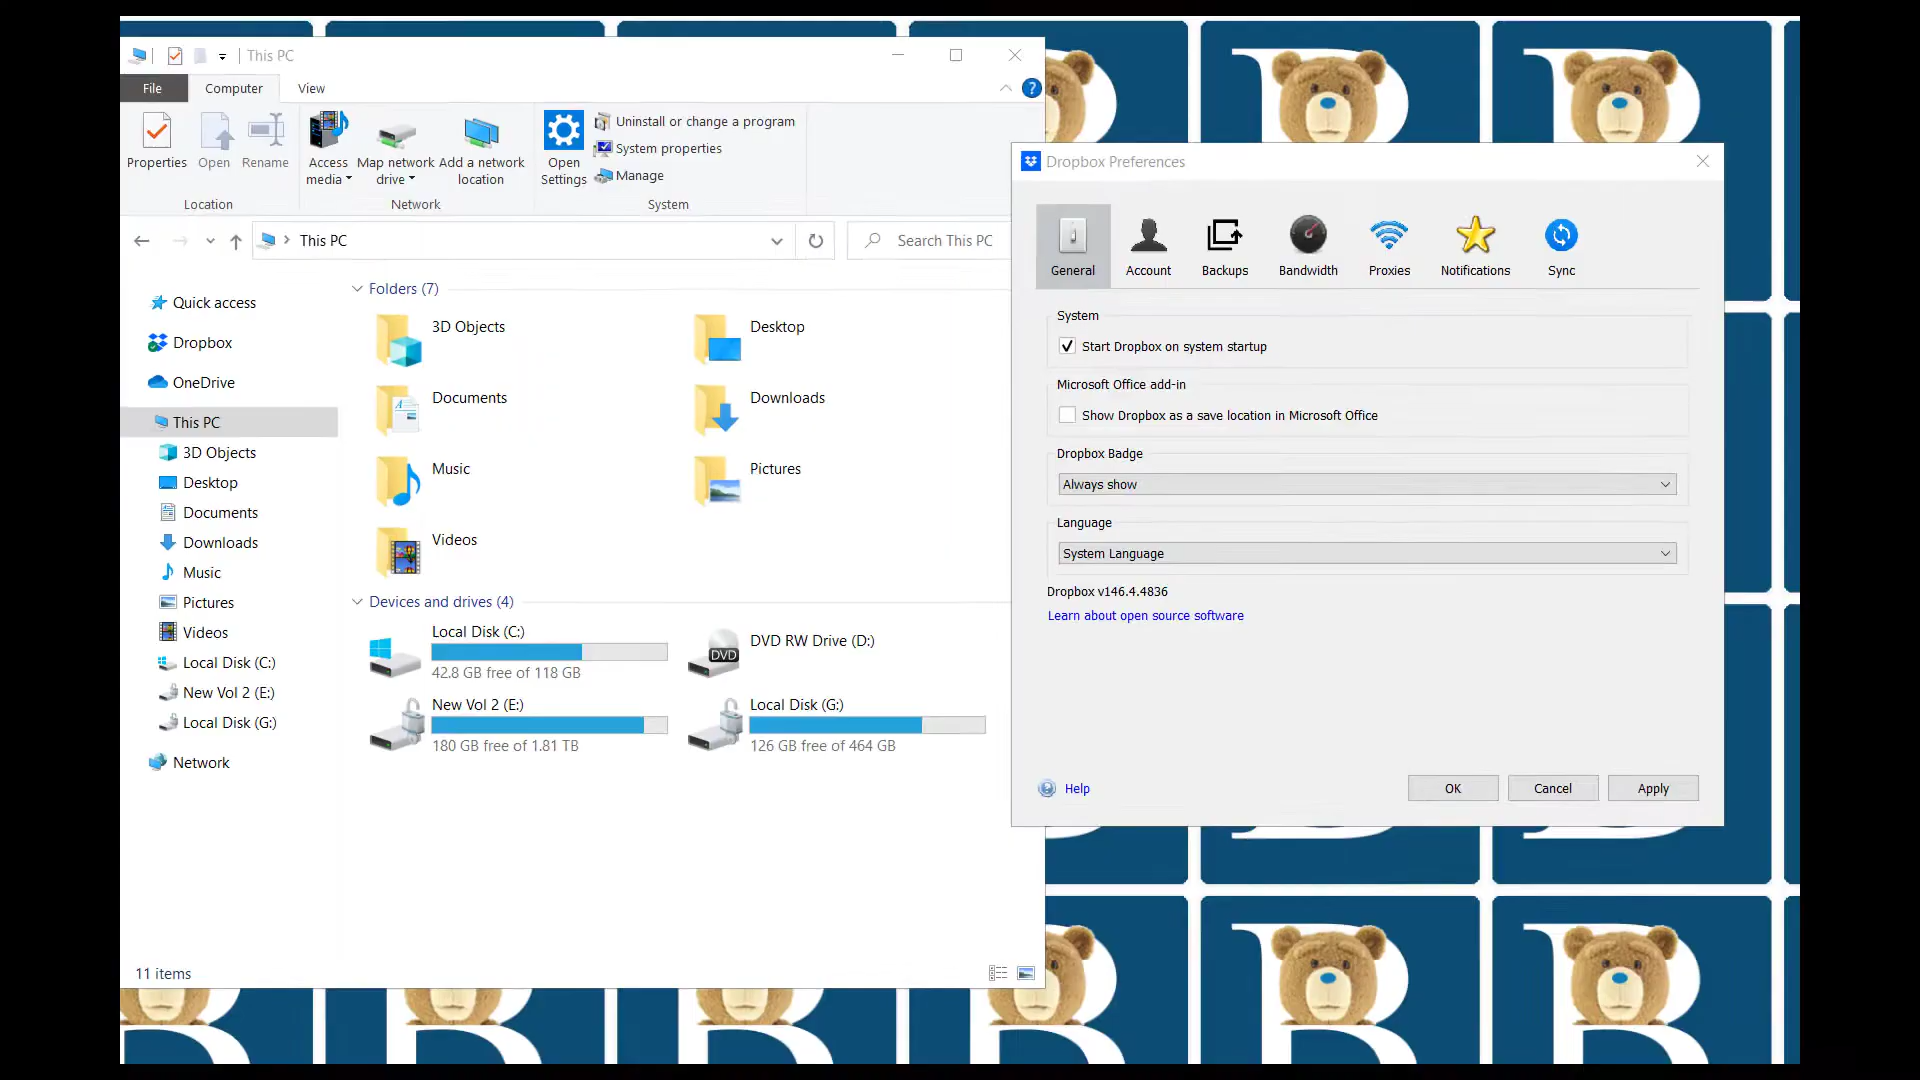 This PC
File
Computer
View
?
Properties
Open
Rename
Access media
Map network drive
Add a network location
Open Settings
Uninstall or change a program
System properties
Manage
Location
Network
System
This PC
Search This PC
Quick access
Dropbox
OneDrive
This PC
3D Objects
Desktop
Documents
Downloads
Music
Pictures
Videos
Local Disk (C:)
New Vol 2 (E:)
Local Disk (G:)
Network
Folders (7)
3D Objects
Desktop
Documents
Downloads
Music
Pictures
Videos
Devices and drives (4)
Local Disk (C:)
42.8 GB free of 118 GB
DVD
DVD RW Drive (D:)
New Vol 2 (E:)
180 GB free of 1.81 TB
Local Disk (G:)
126 GB free of 464 GB
11 items
Dropbox Preferences
General
Account
Backups
Bandwidth
Proxies
Notifications
Sync
System
Start Dropbox on system startup
Microsoft Office add-in
Show Dropbox as a save location in Microsoft Office
Dropbox Badge
Always show
Language
System Language
Dropbox v146.4.4836
Learn about open source software
Help
OK
Cancel
Apply